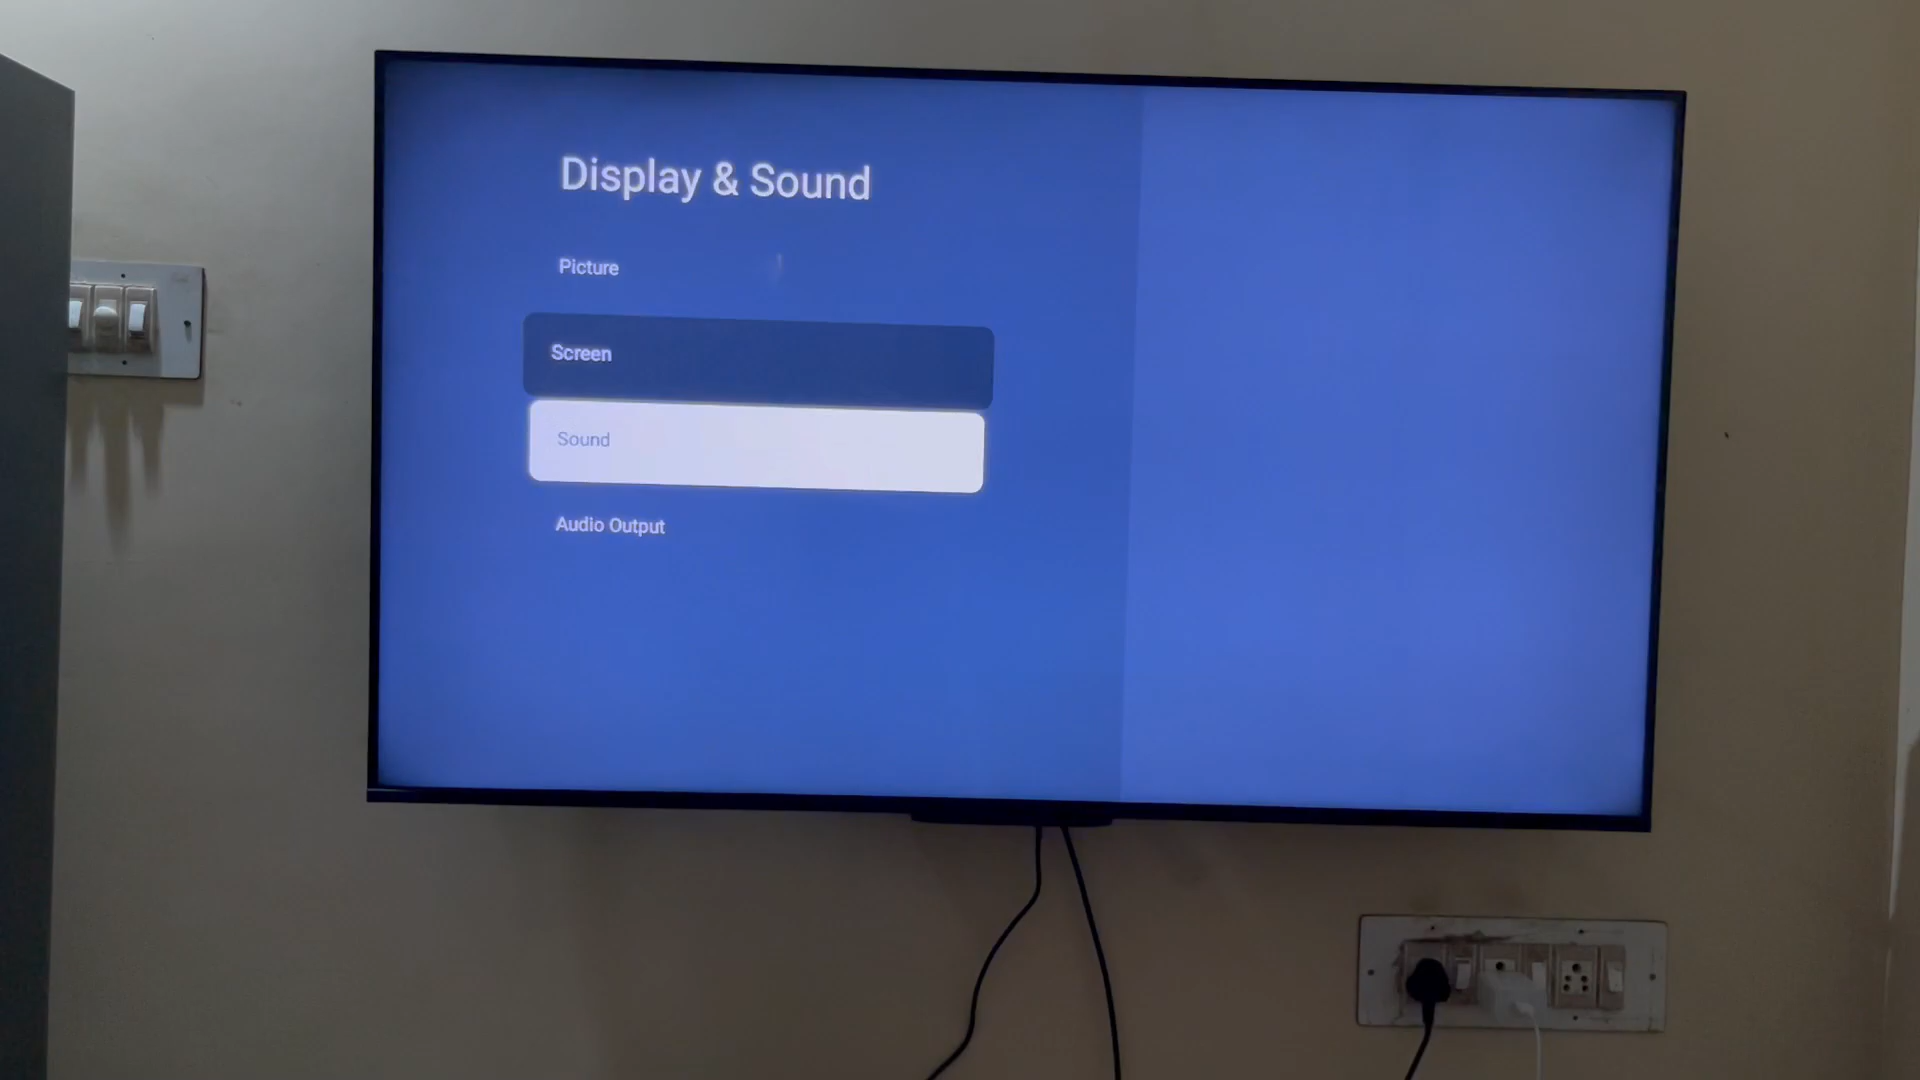 Display & Sound
Picture
Screen
Sound
Audio Output